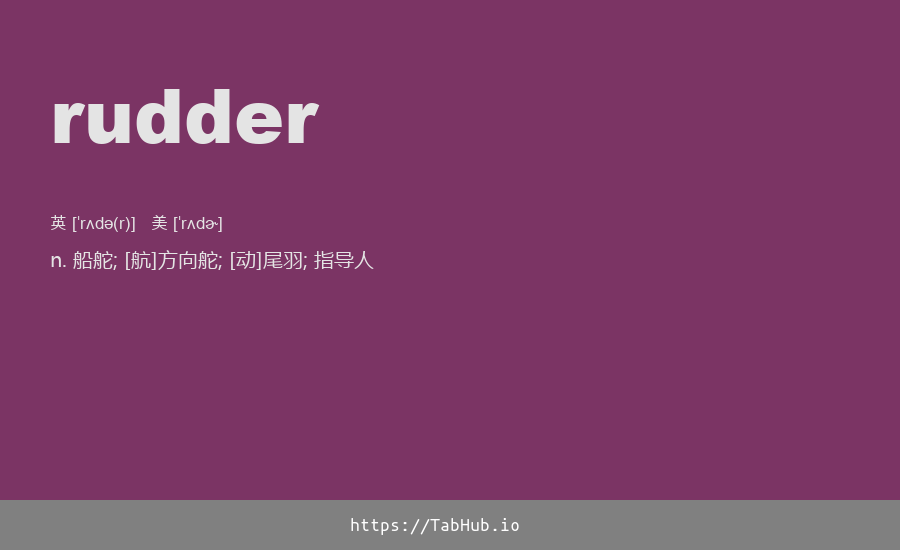 rudder
英 [ˈrʌdə(r)] 美 [ˈrʌdɚ]
n. 船舵; [航]方向舵; [动]尾羽; 指导人
https://TabHub.io